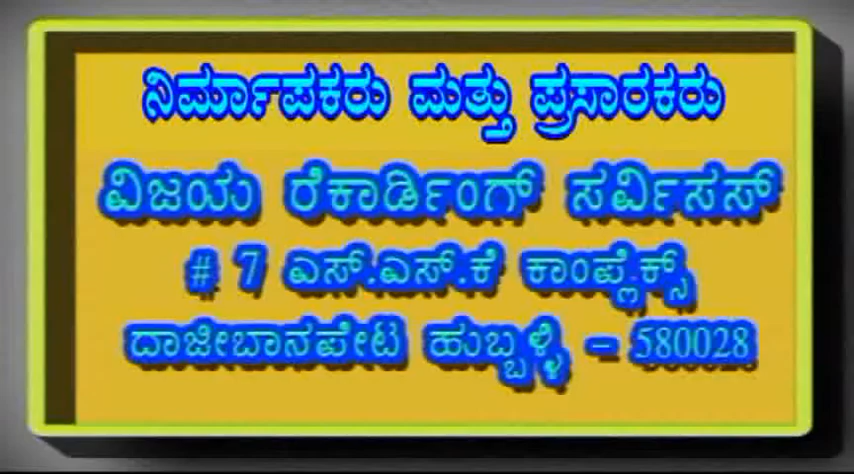 ನಿರ್ಮಾಪಕರು ಮತ್ತು ಪ್ರಸಾರಕರು
ವಿಜಯ ರೆಕಾರ್ಡಿಂಗ್ ಸರ್ವಿಸಸ್
# 7 ಎಸ್.ಎಸ್.ಕೆ ಕಾಂಪ್ಲೆಕ್ಸ್
ದಾಜೀಬಾನಪೇಟ ಹುಬ್ಬಳ್ಳಿ - 580028